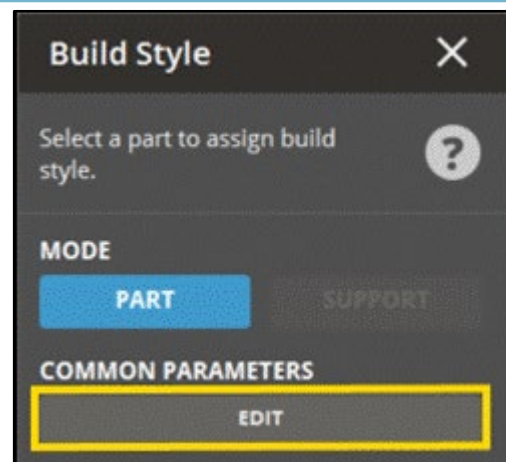 Build Style
Select a part to assign build
style.
?
MODE
PART SUPPORT
COMMON PARAMETERS
EDIT